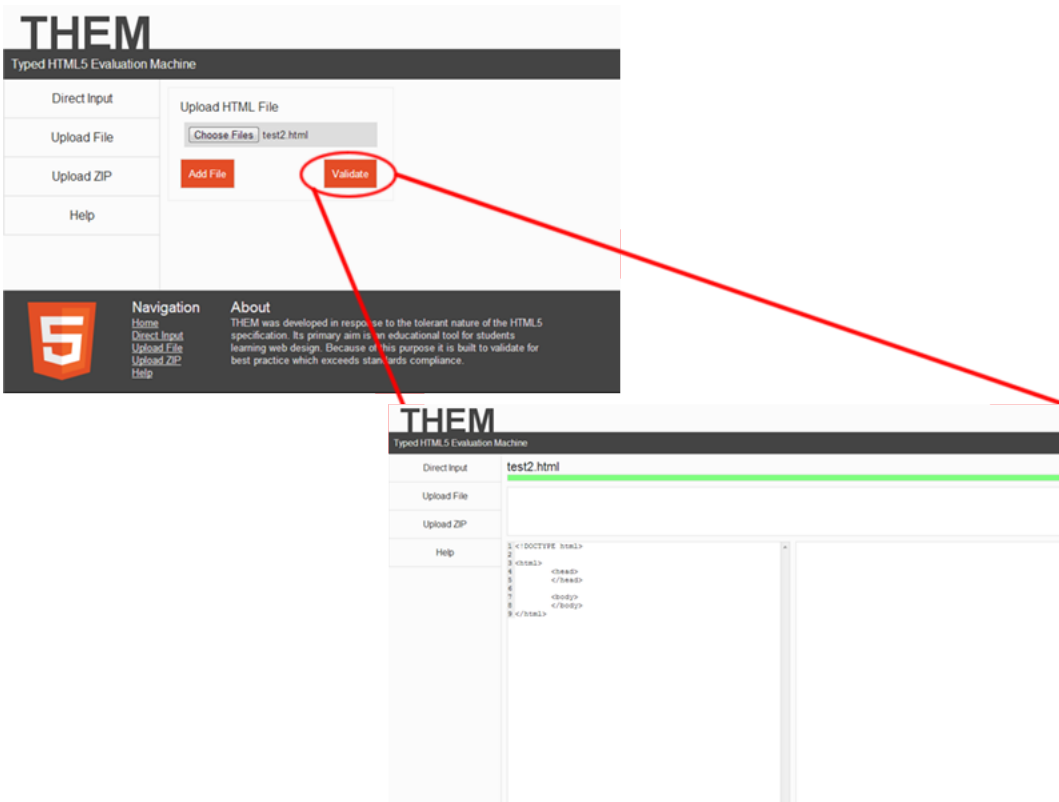 THEM
Typed HTML5 Evaluation Machine
Direct Input
Upload File
Upload ZIP
Help
Upload HTML File
Choose Files test2.html
Add File
Validate
5
Navigation
Home
Direct Input
Upload File
Upload ZIP
Help
About
THEM was developed in response to the tolerant nature of the HTML5
specification. Its primary aim is an educational tool for students
learning web design. Because of this purpose it is built to validate for
best practice which exceeds standards compliance.
THEM
Typed HTML5 Evaluation Machine
Direct Input
Upload File
Upload ZIP
Help
test2.html
1 <!DOCTYPE html>
2
3 <html>
4 <head>
5 </head>
6
7 <body>
8 </body>
9 </html>